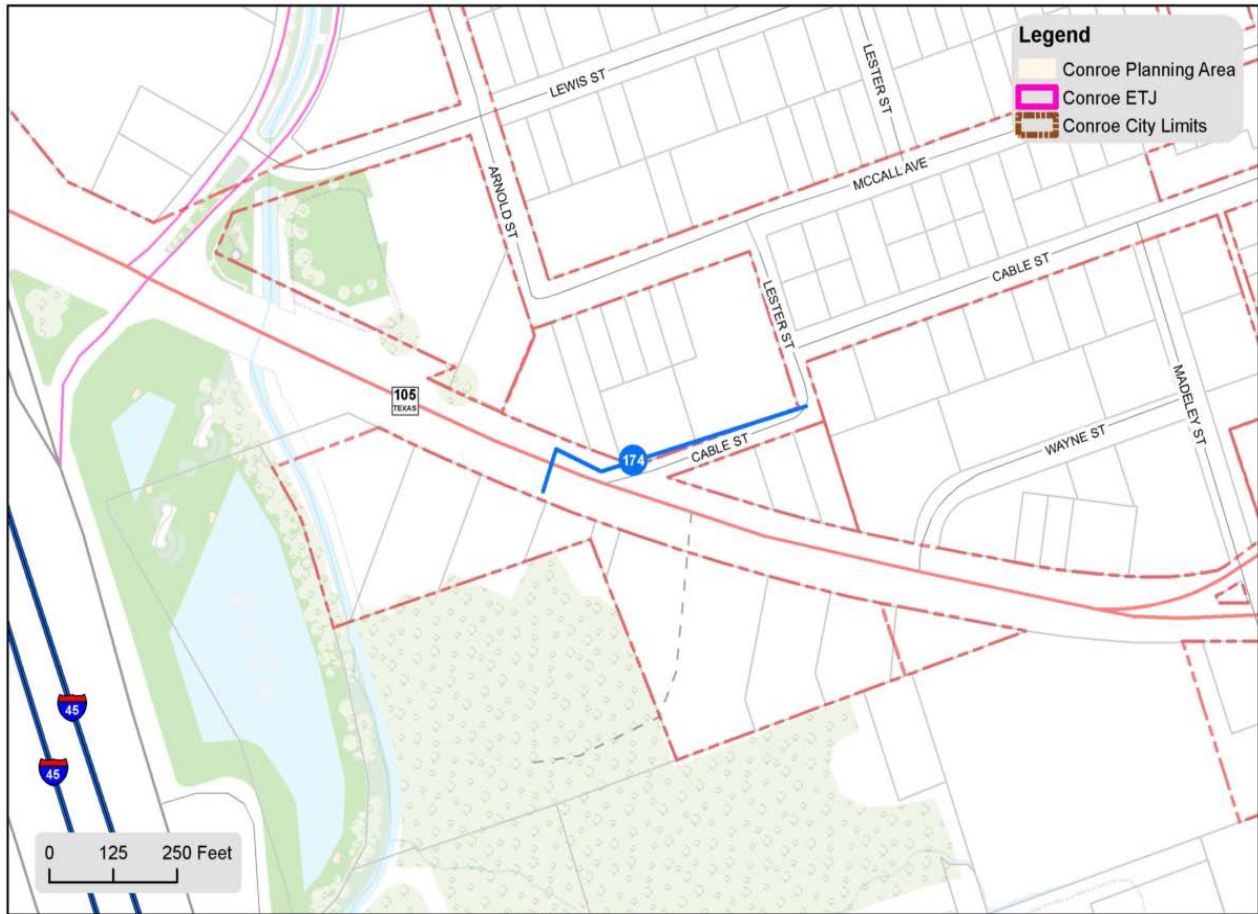 Legend
Conroe Planning Area
Conroe ETJ
Conroe City Limits
LESTER ST
LEWIS ST
MCCALL AVE
ARNOLD ST
CABLE ST
LESTER ST
MADELEY ST
105
TEXAS
WAYNE ST
CABLE ST
174
45
45
0 125 250 Feet